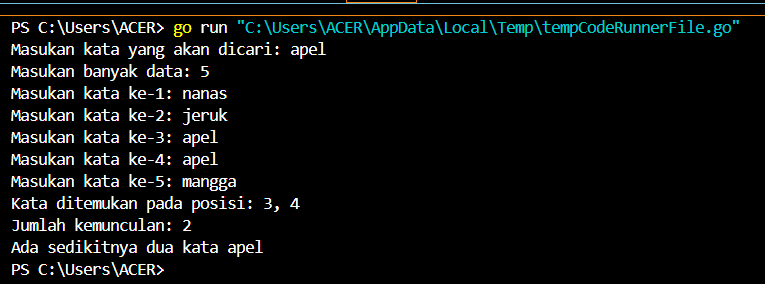 PS C:\Users\ACER> go run "C:\Users\ACER\AppData\Local\Temp\tempCodeRunnerFile.go"
Masukan kata yang akan dicari: apel
Masukan banyak data: 5
Masukan kata ke-1: nanas
Masukan kata ke-2: jeruk
Masukan kata ke-3: apel
Masukan kata ke-4: apel
Masukan kata ke-5: mangga
Kata ditemukan pada posisi: 3, 4
Jumlah kemunculan: 2
Ada sedikitnya dua kata apel
PS C:\Users\ACER>